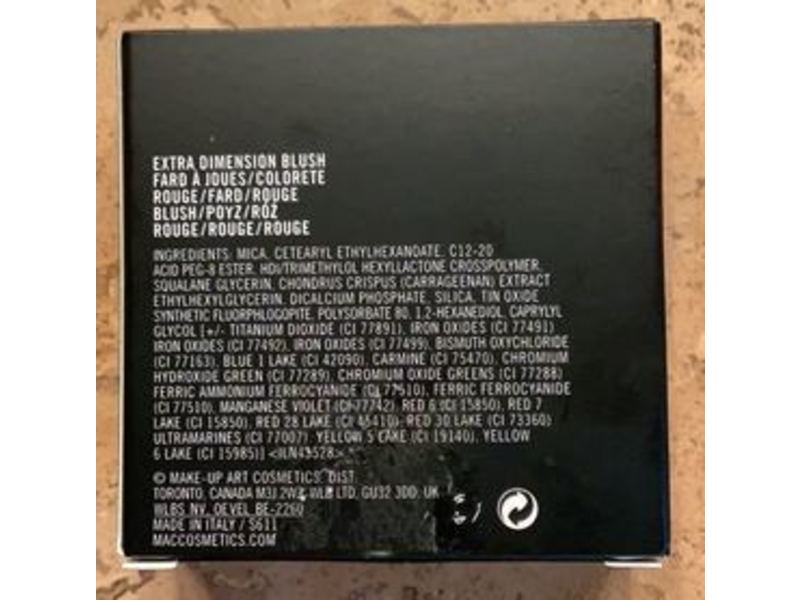 EXTRA DIMENSION BLUSH
FARD À JOUES/COLORETE
ROUGE/FARD/ROUGE
BLUSH/POYZ/RÓŻ
ROUGE/ROUGE/ROUGE
INGREDIENTS: MICA, CETEARYL ETHYLHEXANOATE, C12-20
ACID PEG-8 ESTER, HDI/TRIMETHYLOL HEXYLLACTONE CROSSPOLYMER,
SQUALANE GLYCERIN, CHONDRUS CRISPUS (CARRAGEENAN) EXTRACT
ETHYLHEXYLGLYCERIN, DICALCIUM PHOSPHATE, SILICA, TIN OXIDE
SYNTHETIC FLUORPHLOGOPITE, POLYSORBATE 80, 1,2-HEXANEDIOL, CAPRYLYL
GLYCOL [+/- TITANIUM DIOXIDE (CI 77891), IRON OXIDES (CI 77491)
IRON OXIDES (CI 77492), IRON OXIDES (CI 77499), BISMUTH OXYCHLORIDE
(CI 77163), BLUE 1 LAKE (CI 42090), CARMINE (CI 75470), CHROMIUM
HYDROXIDE GREEN (CI 77289), CHROMIUM OXIDE GREENS (CI 77288)
FERRIC AMMONIUM FERROCYANIDE (CI 77510), FERRIC FERROCYANIDE
(CI 77510), MANGANESE VIOLET (CI 77742), RED 6 (CI 15850), RED 7
LAKE (CI 15850), RED 28 LAKE (CI 45410), RED 30 LAKE (CI 73360)
ULTRAMARINES (CI 77007), YELLOW 5 LAKE (CI 19140), YELLOW
6 LAKE (CI 15985)] <ILN43528>
© MAKE-UP ART COSMETICS, DIST.
TORONTO, CANADA M3J 2W3, WLB LTD, GU32 3DD, UK
WLBS NV, OEVEL BE-2260
MADE IN ITALY / S611
MACCOSMETICS.COM